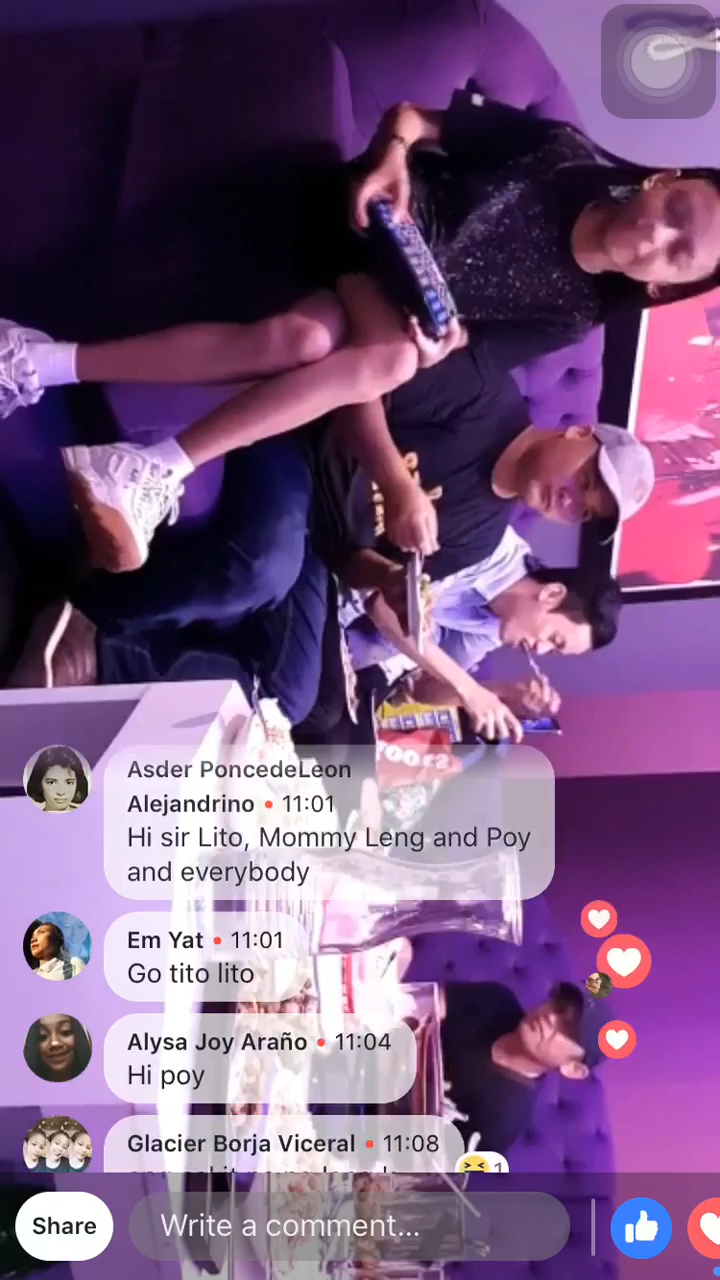 Asder PoncedeLeon
Alejandrino • 11:01
Hi sir Lito, Mommy Leng and Poy
and everybody
Em Yat • 11:01
Go tito lito
Alysa Joy Araño • 11:04
Hi poy
Glacier Borja Viceral • 11:08
1
Share
Write a comment...